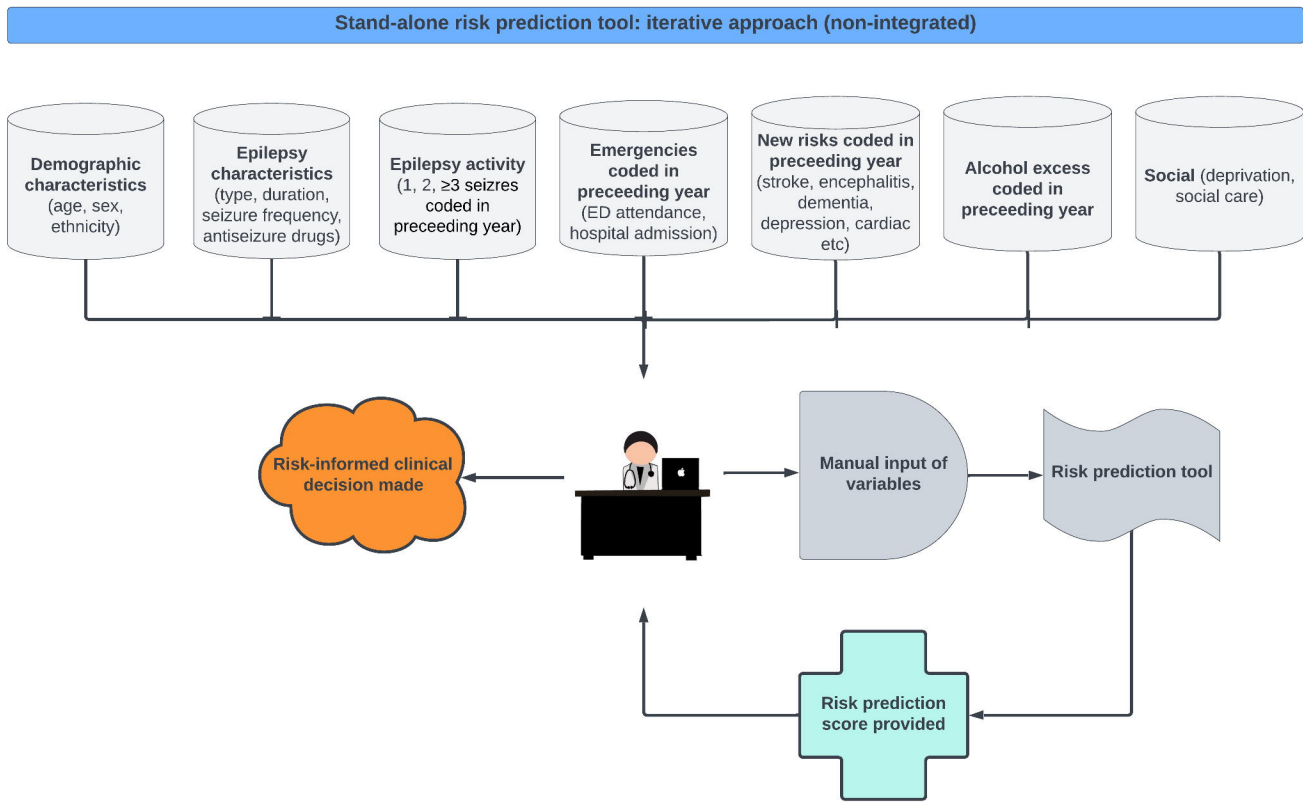 Stand-alone risk prediction tool: iterative approach (non-integrated)
Demographic
characteristics
(age, sex,
ethnicity)
Epilepsy
characteristics
(type, duration,
seizure frequency,
antiseizure drugs)
Epilepsy activity
(1, 2, ≥3 seizres
coded in
preceeding year)
Emergencies
coded in
preceeding year
(ED attendance,
hospital admission)
New risks coded in
preceeding year
(stroke, encephalitis,
dementia,
depression, cardiac
etc)
Alcohol excess
coded in
preceeding year
Social (deprivation,
social care)
Risk-informed clinical
decision made
Manual input of
variables
Risk prediction tool
Risk prediction
score provided